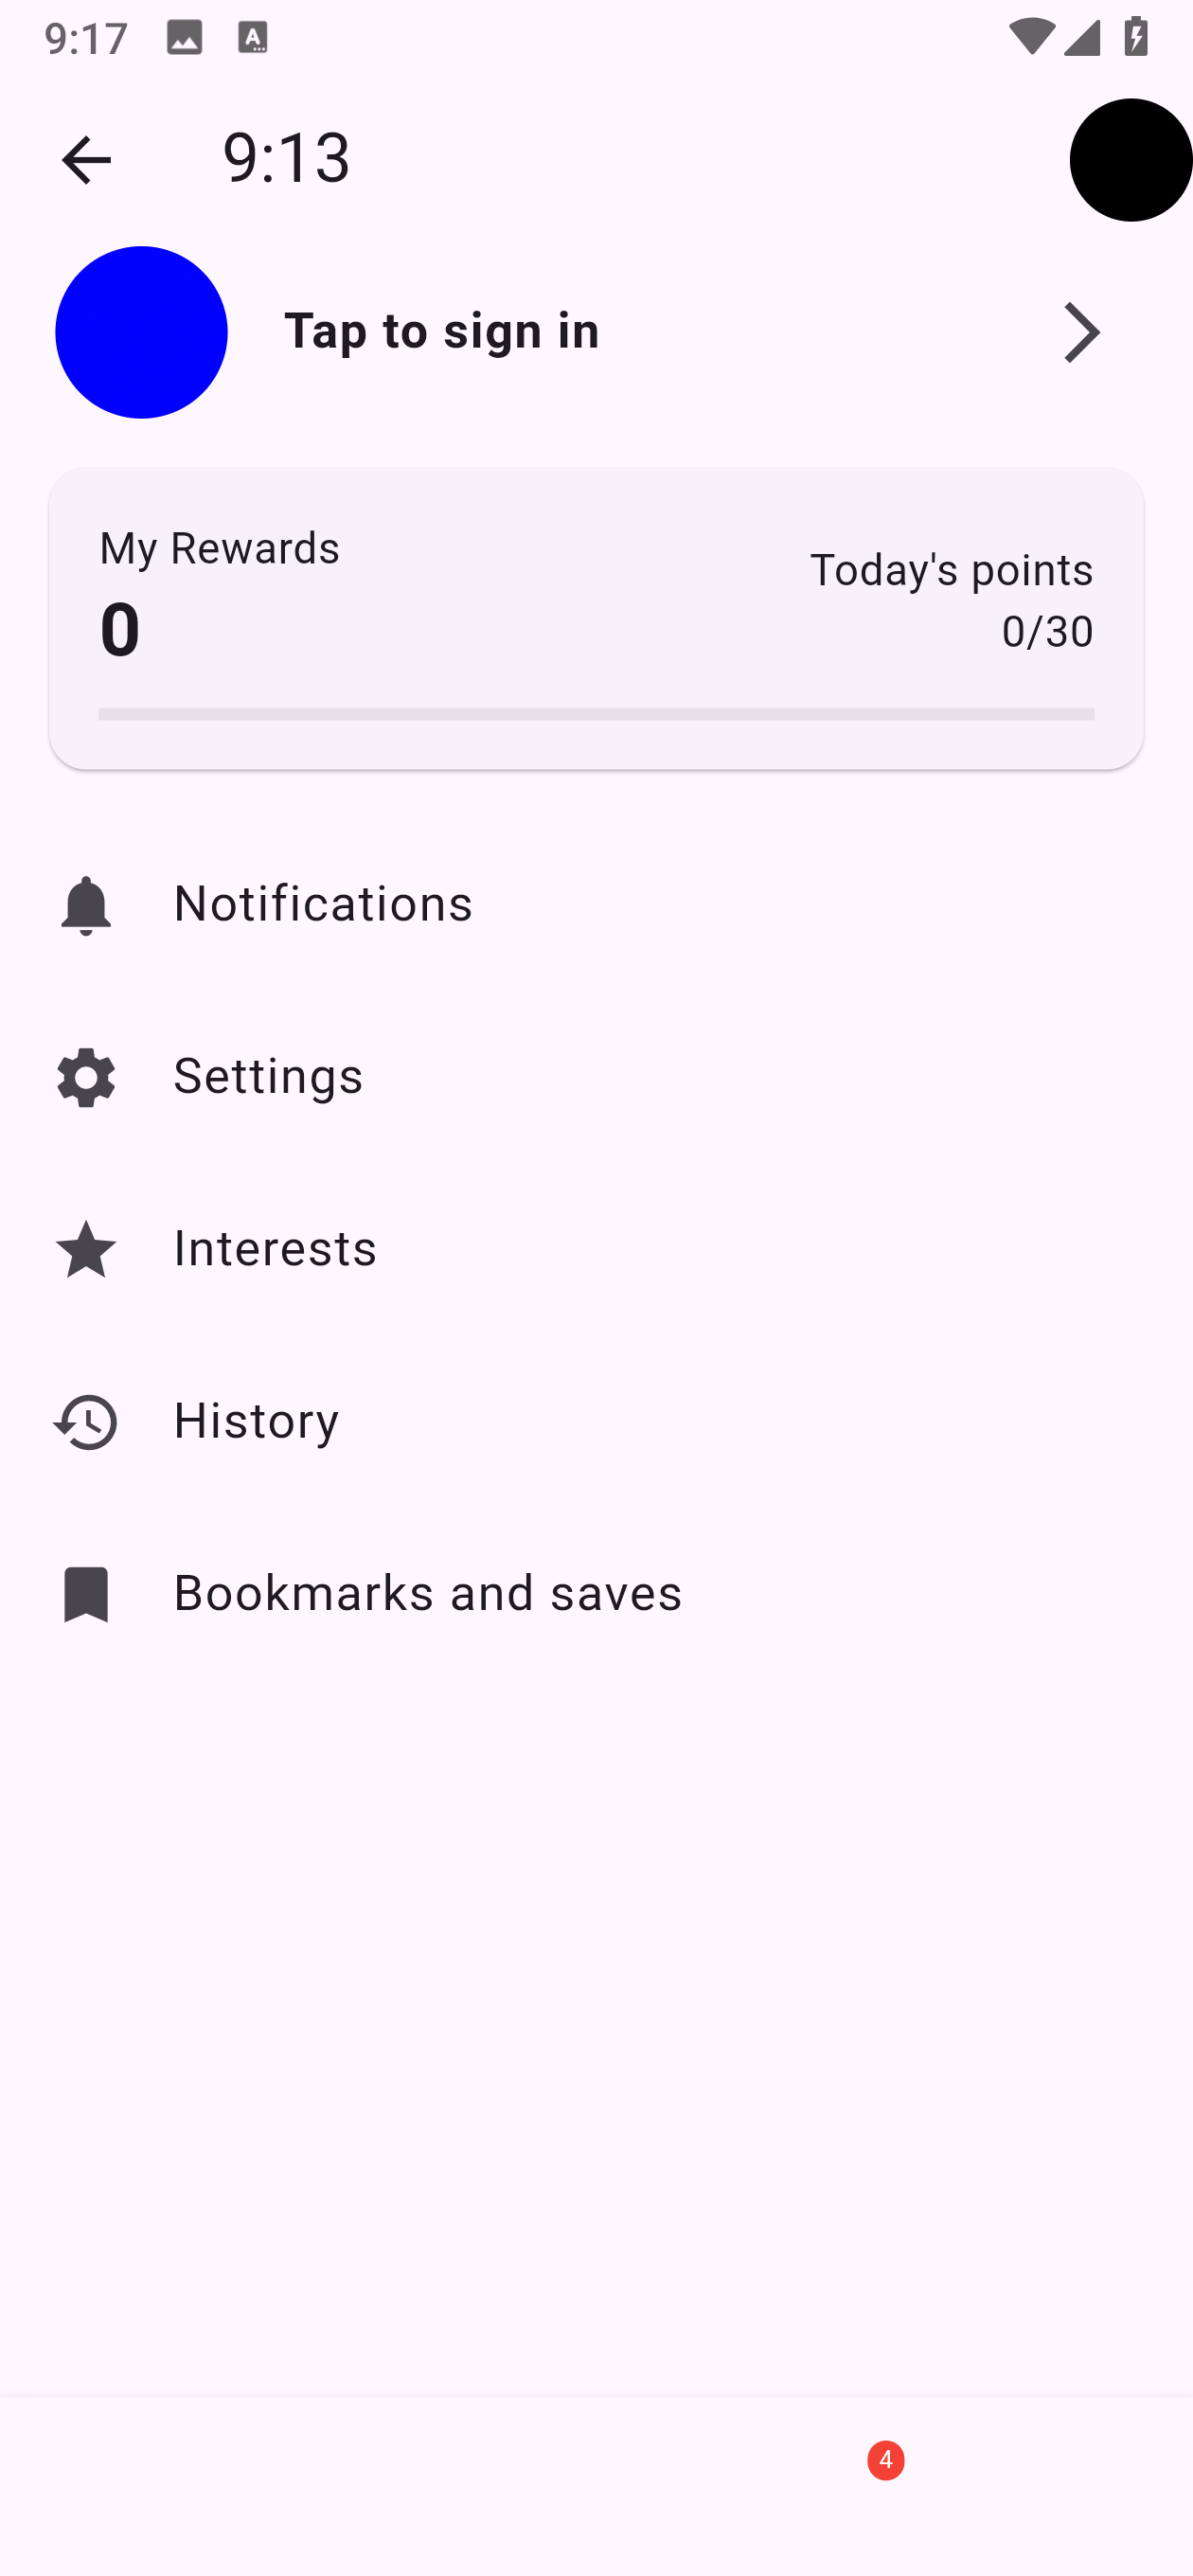 9:17
9:13
Tap to sign in
My Rewards
Today's points
0
0/30
Notifications
Settings
Interests
History
Bookmarks and saves
4